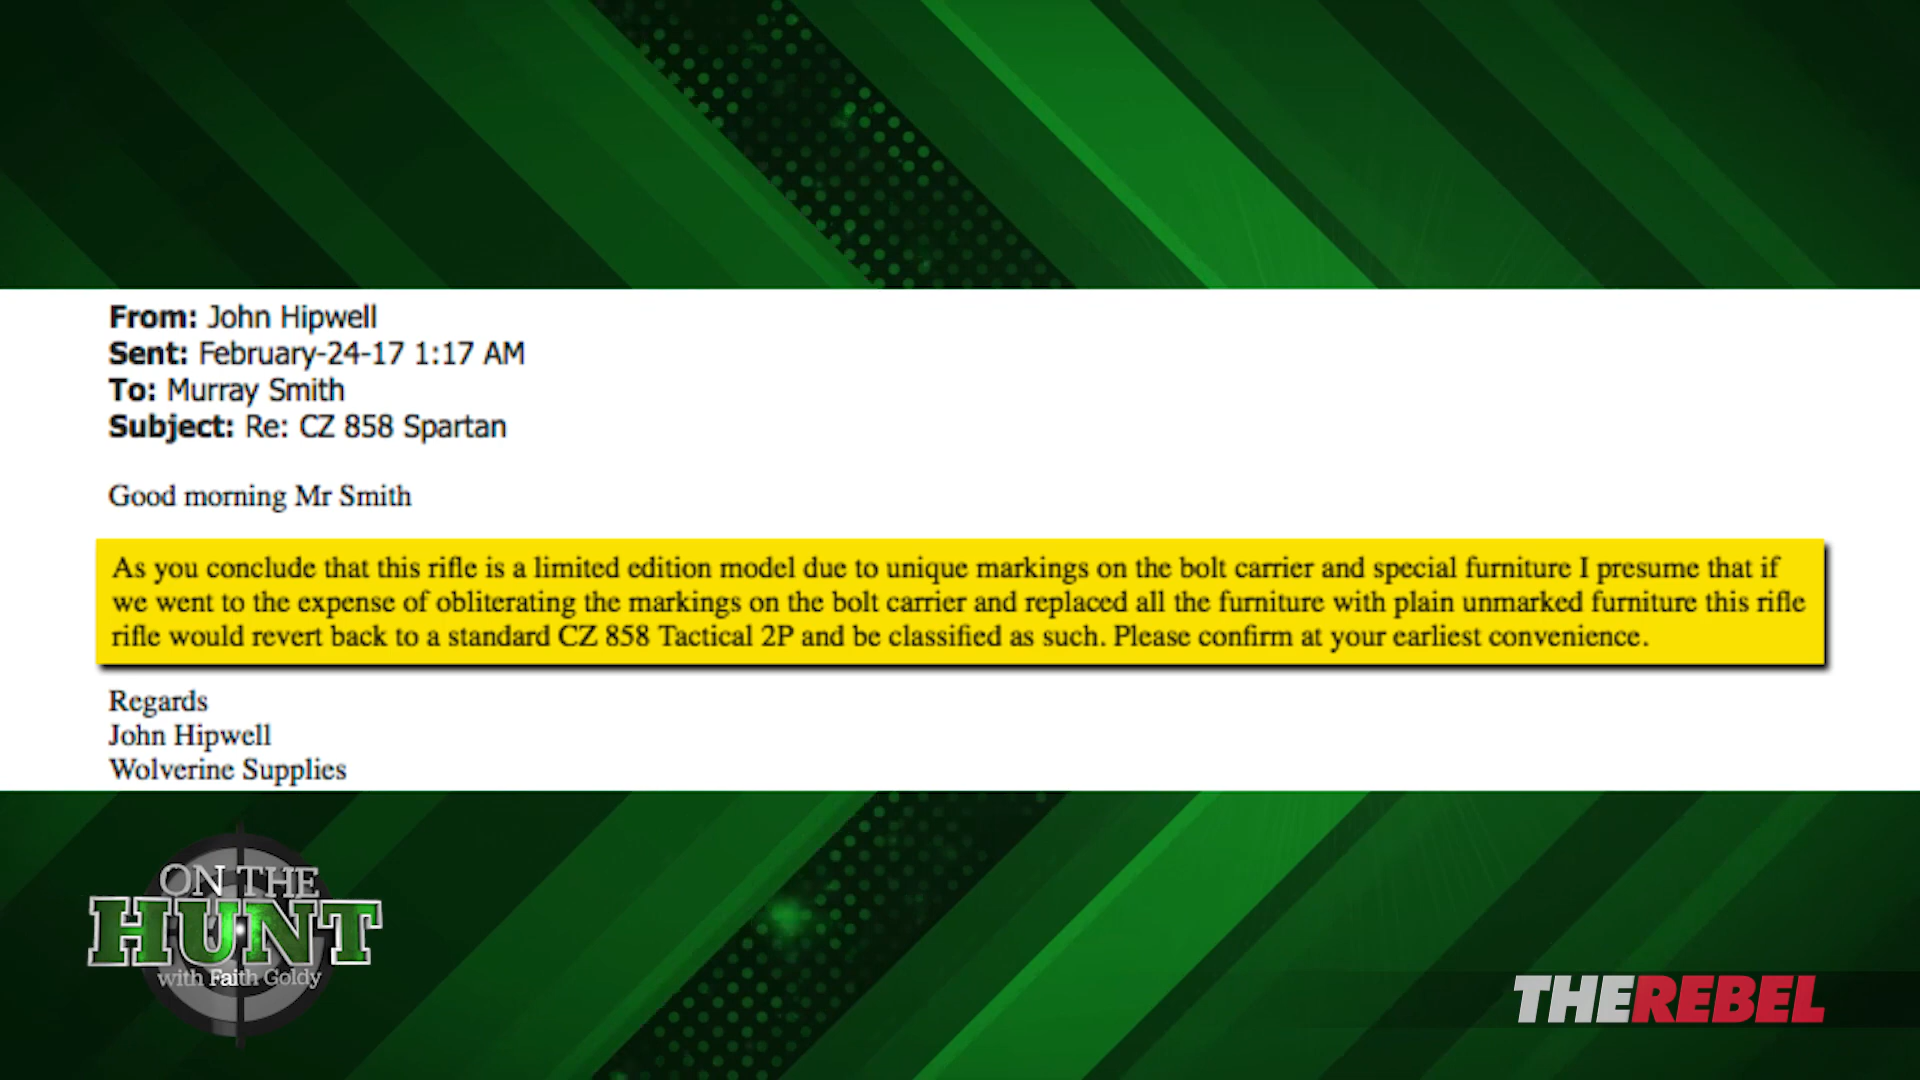 From: John Hipwell
Sent: February-24-17 1:17 AM
To: Murray Smith
Subject: Re: CZ 858 Spartan
Good morning Mr Smith
As you conclude that this rifle is a limited edition model due to unique markings on the bolt carrier and special furniture I presume that if
we went to the expense of obliterating the markings on the bolt carrier and replaced all the furniture with plain unmarked furniture this rifle
rifle would revert back to a standard CZ 858 Tactical 2P and be classified as such. Please confirm at your earliest convenience.
Regards
John Hipwell
Wolverine Supplies
ON THE
HUNT
with Faith Goldy
THEREBEL